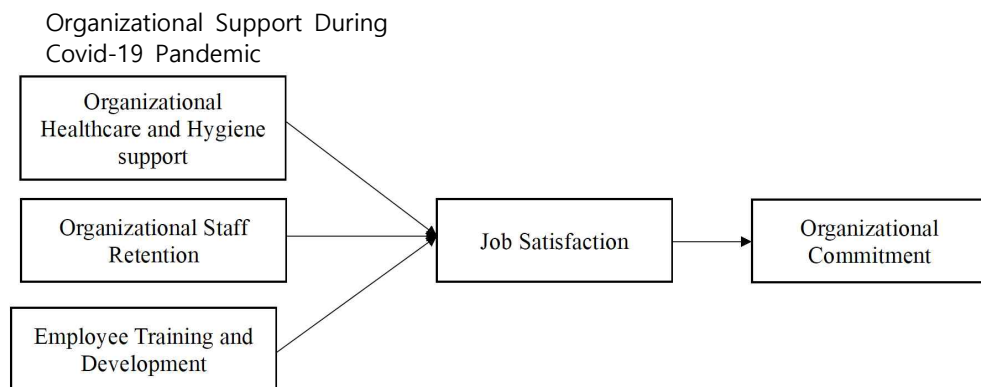 Organizational Support During
Covid-19 Pandemic
Organizational
Healthcare and Hygiene
support
Organizational Staff
Retention
Employee Training and
Development
Job Satisfaction
Organizational
Commitment